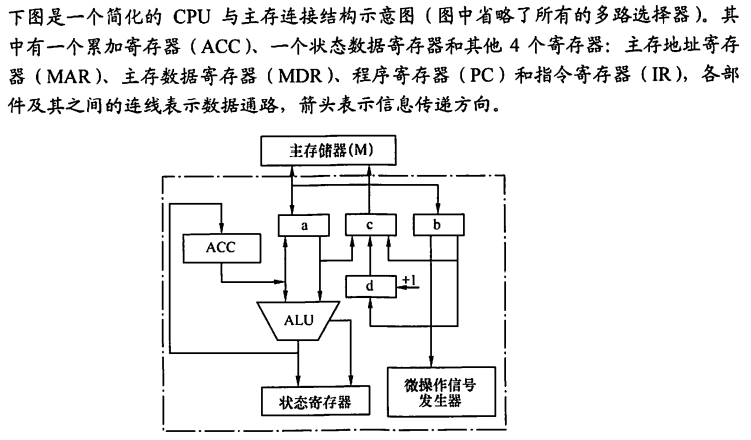 下图是一个简化的 CPU 与主存连接结构示意图（图中省略了所有的多路选择器）。其
中有一个累加寄存器（ACC）、一个状态数据寄存器和其他 4 个寄存器：主存地址寄存
器（MAR）、主存数据寄存器（MDR）、程序寄存器（PC）和指令寄存器（IR），各部
件及其之间的连线表示数据通路，箭头表示信息传递方向。
主存储器(M)
a
c
b
ACC
d
+1
ALU
状态寄存器
微操作信号
发生器